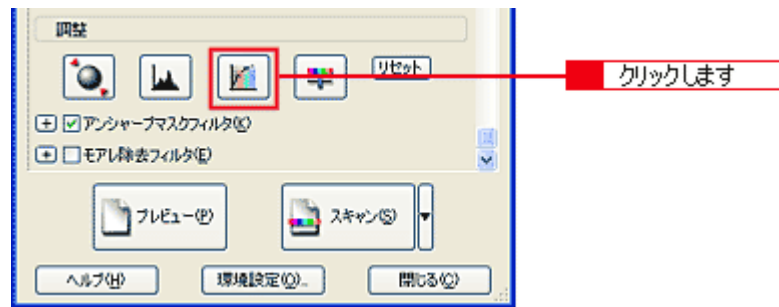 調整
リセット
クリックします
アンシャープマスクフィルタ(K)
モアレ除去フィルタ(E)
プレビュー(P)
スキャン(S)
ヘルプ(H)
環境設定(O)...
閉じる(C)